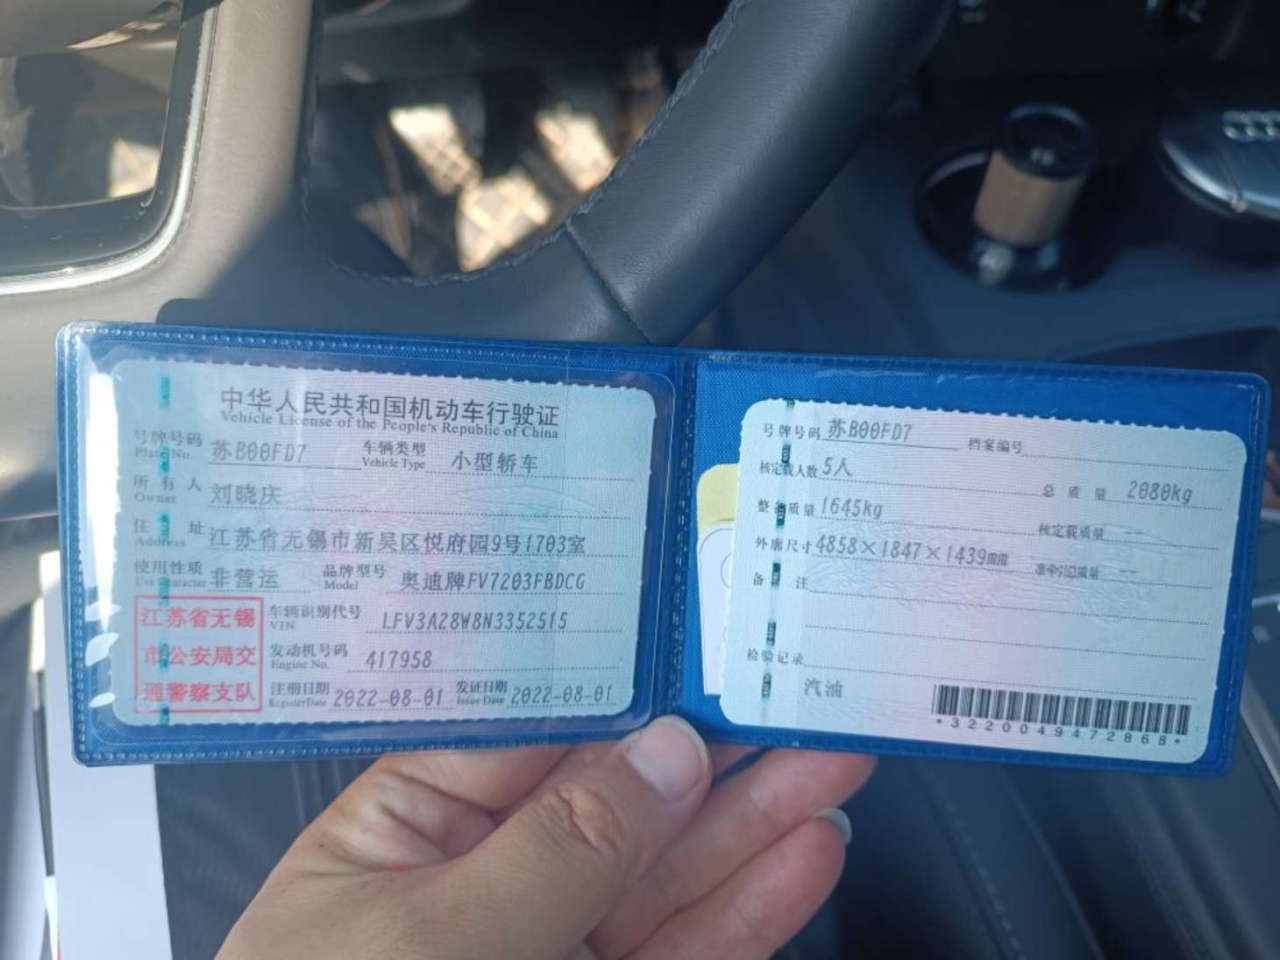 中华人民共和国机动车行驶证
Vehicle License of the People's Republic of China
号牌号码 苏B00FD7 车辆类型 小型轿车
Plate No. Vehicle Type
所有人 刘晓庆
Owner
住址 江苏省无锡市新吴区悦府园9号1703室
Address
使用性质 非营运 品牌型号 奥迪牌FV7203FBDCG
Use Character Model
江苏省无锡
市公安局交
通警察支队
车辆识别代号 LFV3A28W8N3352515
VIN
发动机号码 417958
Engine No.
注册日期 2022-08-01 发证日期 2022-08-01
Register Date Issue Date
号牌号码 苏B00FD7 档案编号
核定载人数 5人 总质量 2080kg
整备质量 1645kg 核定载质量 --
外廓尺寸 4858×1847×1439mm 准牵引总质量 --
备注
检验记录
汽油
*3220049472868*